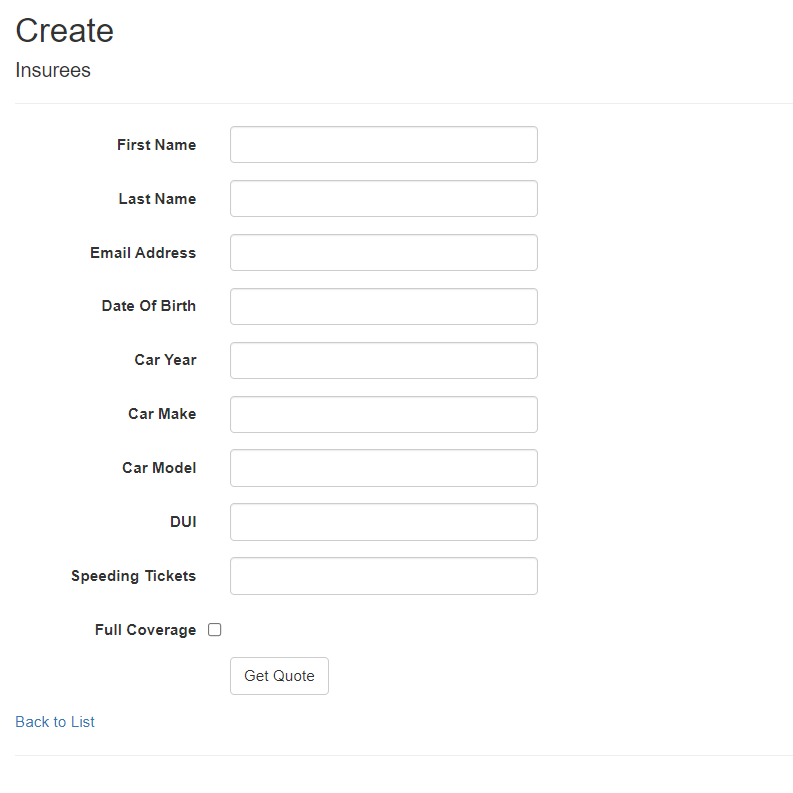 Create
Insurees
First Name
Last Name
Email Address
Date Of Birth
Car Year
Car Make
Car Model
DUI
Speeding Tickets
Full Coverage
Get Quote
Back to List